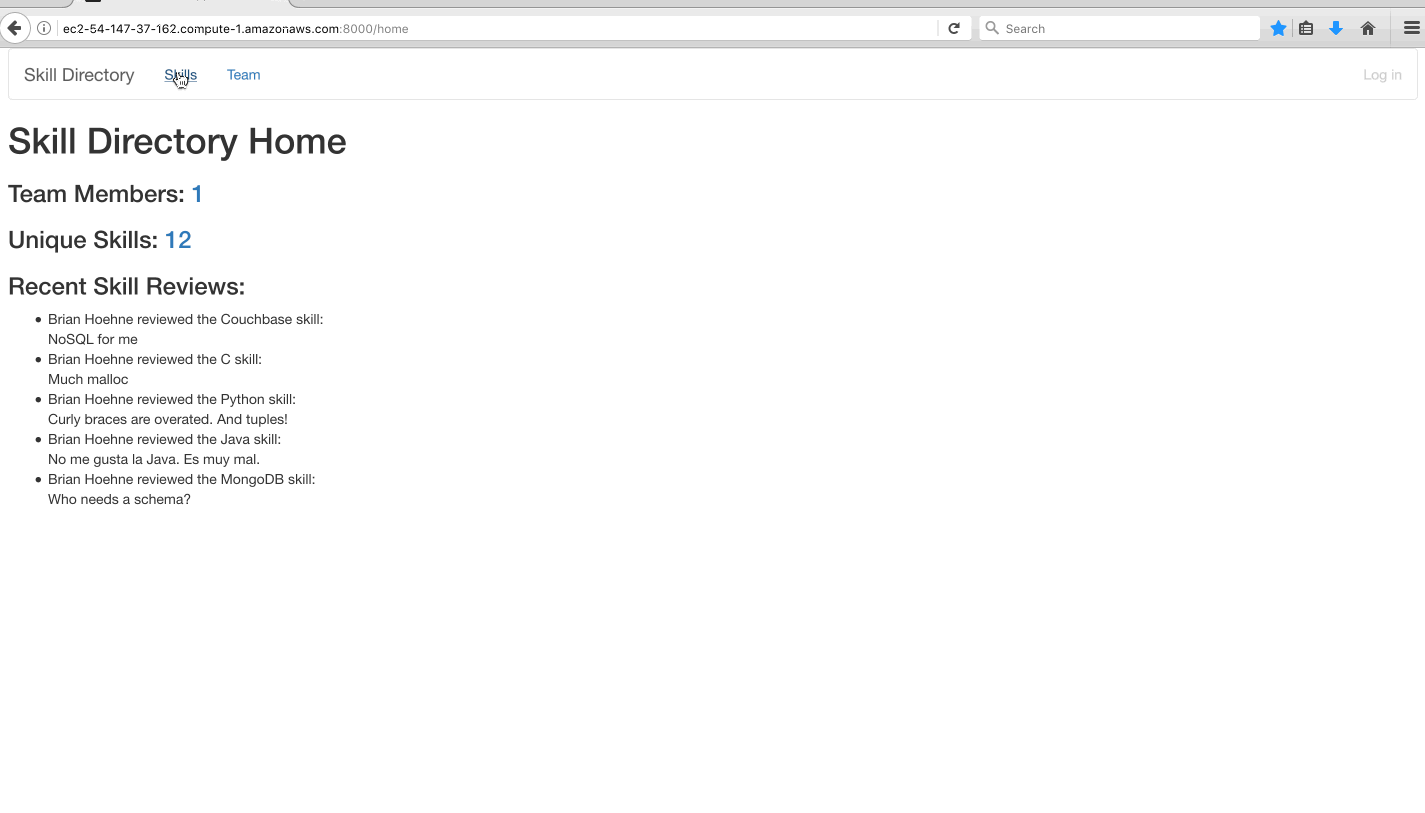 ec2-54-147-37-162.compute-1.amazonaws.com:8000/home
Search
Skill Directory
Skills
Team
Log in
Skill Directory Home
Team Members: 1
Unique Skills: 12
Recent Skill Reviews:
• Brian Hoehne reviewed the Couchbase skill:
NoSQL for me
• Brian Hoehne reviewed the C skill:
Much malloc
• Brian Hoehne reviewed the Python skill:
Curly braces are overated. And tuples!
• Brian Hoehne reviewed the Java skill:
No me gusta la Java. Es muy mal.
• Brian Hoehne reviewed the MongoDB skill:
Who needs a schema?